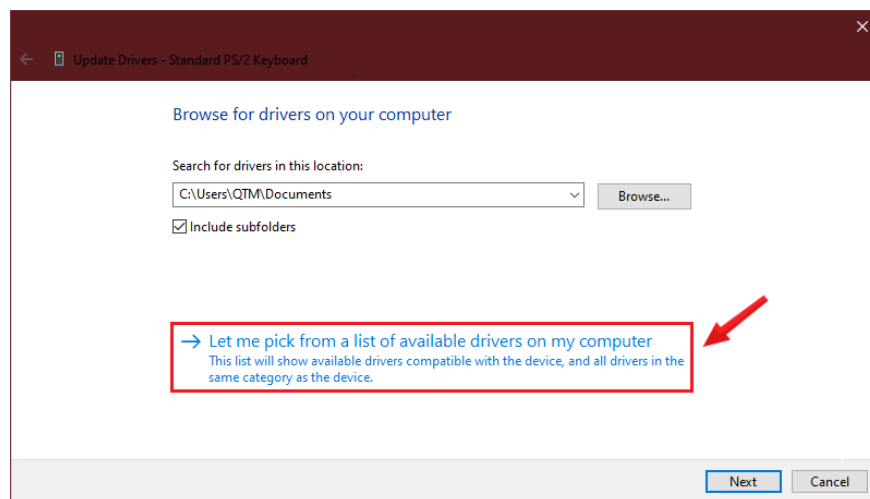 Update Drivers - Standard PS/2 Keyboard
Browse for drivers on your computer
Search for drivers in this location:
C:\Users\QTM\Documents
Browse...
Include subfolders
Let me pick from a list of available drivers on my computer
This list will show available drivers compatible with the device, and all drivers in the
same category as the device.
Next
Cancel